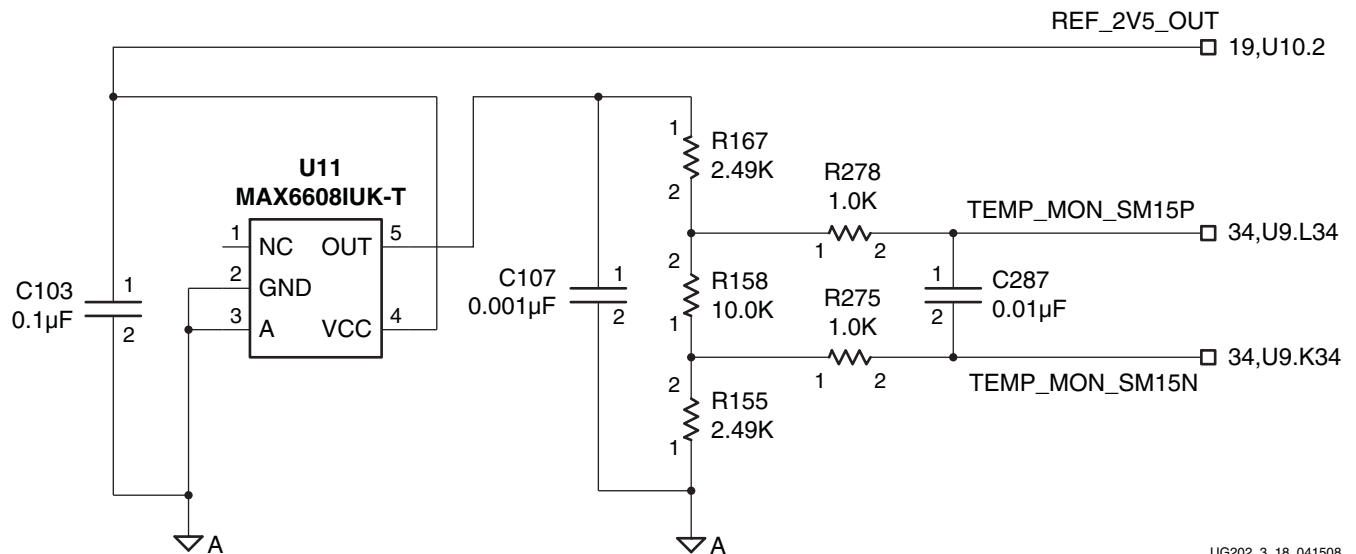 REF_2V5_OUT
19,U10.2
U11
MAX6608IUK-T
1 NC OUT 5
2 GND
3 A VCC 4
C103
0.1µF
1
2
C107
0.001µF
1
2
1
R167
2.49K
2
2
R158
10.0K
1
2
R155
2.49K
1
R278
1.0K
1 2
R275
1.0K
1 2
TEMP_MON_SM15P
34,U9.L34
1
C287
0.01µF
2
34,U9.K34
TEMP_MON_SM15N
A
A
UG202_3_18_041508